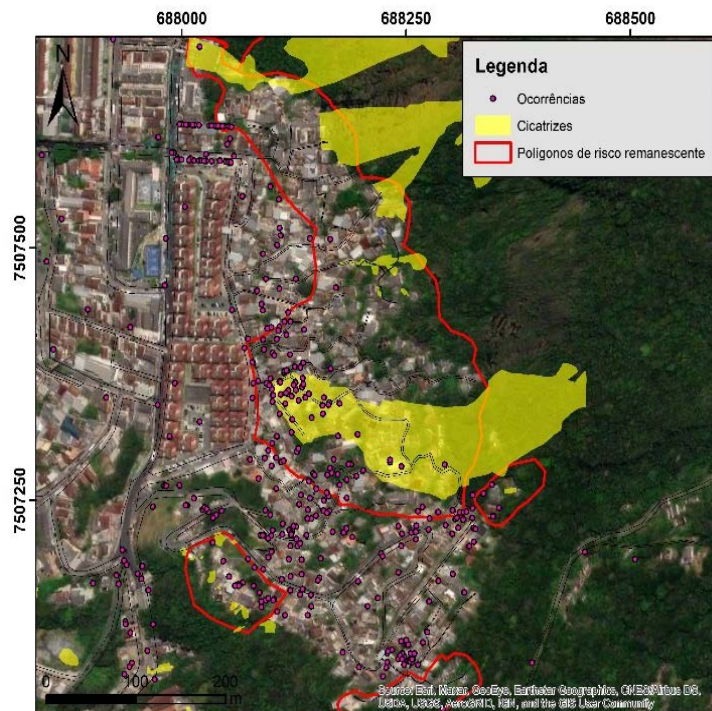 688000 688250 688500
N
Legenda
Ocorrências
Cicatrizes
Polígonos de risco remanescente
7507500
7507250
0 100 200
m
Source: Esri, Maxar, GeoEye, Earthstar Geographics, CNES/Airbus DS,
USDA, USGS, AeroGRID, IGN, and the GIS User Community